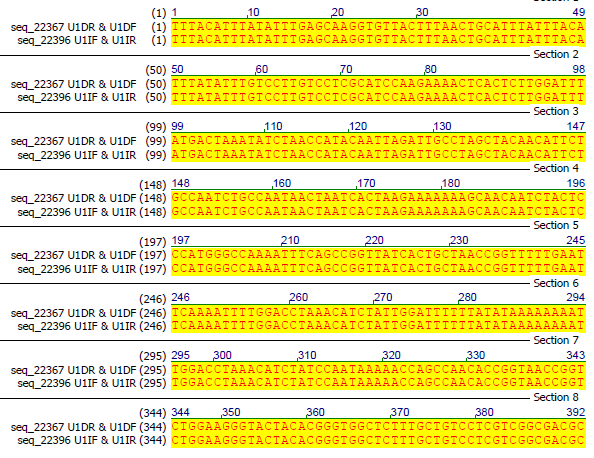 (1) 1 10 20 30 49
seq_22367 U1DR & U1DF (1) TTTACATTTATATTTGAGCAAGGTGTTACTTTAACTGCATTTATTTACA
seq_22396 U1IF & U1IR (1) TTTACATTTATATTTGAGCAAGGTGTTACTTTAACTGCATTTATTTACA
Section 2
(50) 50 60 70 80 98
seq_22367 U1DR & U1DF (50) TTTATATTTGTCCTTGTCCTCGCATCCAAGAAAACTCACTCTTGGATTT
seq_22396 U1IF & U1IR (50) TTTATATTTGTCCTTGTCCTCGCATCCAAGAAAACTCACTCTTGGATTT
Section 3
(99) 99 110 120 130 147
seq_22367 U1DR & U1DF (99) ATGACTAAATATCTAACCATACAATTAGATTGCCTAGCTACAACATTCT
seq_22396 U1IF & U1IR (99) ATGACTAAATATCTAACCATACAATTAGATTGCCTAGCTACAACATTCT
Section 4
(148) 148 160 170 180 196
seq_22367 U1DR & U1DF (148) GCCAATCTGCCAATAACTAATCACTAAGAAAAAAAGCAACAATCTACTC
seq_22396 U1IF & U1IR (148) GCCAATCTGCCAATAACTAATCACTAAGAAAAAAAGCAACAATCTACTC
Section 5
(197) 197 210 220 230 245
seq_22367 U1DR & U1DF (197) CCATGGGCCAAAATTTCAGCCGGTTATCACTGCTAACCGGTTTTTGAAT
seq_22396 U1IF & U1IR (197) CCATGGGCCAAAATTTCAGCCGGTTATCACTGCTAACCGGTTTTTGAAT
Section 6
(246) 246 260 270 280 294
seq_22367 U1DR & U1DF (246) TCAAAATTTTGGACCTAAACATCTATTGGATTTTTTATATAAAAAAAAT
seq_22396 U1IF & U1IR (246) TCAAAATTTTGGACCTAAACATCTATTGGATTTTTTATATAAAAAAAAT
Section 7
(295) 295 300 310 320 330 343
seq_22367 U1DR & U1DF (295) TGGACCTAAACATCTATCCAATAAAAACCAGCCAACACCGGTAACCGGT
seq_22396 U1IF & U1IR (295) TGGACCTAAACATCTATCCAATAAAAACCAGCCAACACCGGTAACCGGT
Section 8
(344) 344 350 360 370 380 392
seq_22367 U1DR & U1DF (344) CTGGAAGGGTACTACACGGGTGGCTCTTTGCTGTCCTCGTCGGCGACGC
seq_22396 U1IF & U1IR (344) CTGGAAGGGTACTACACGGGTGGCTCTTTGCTGTCCTCGTCGGCGACGC